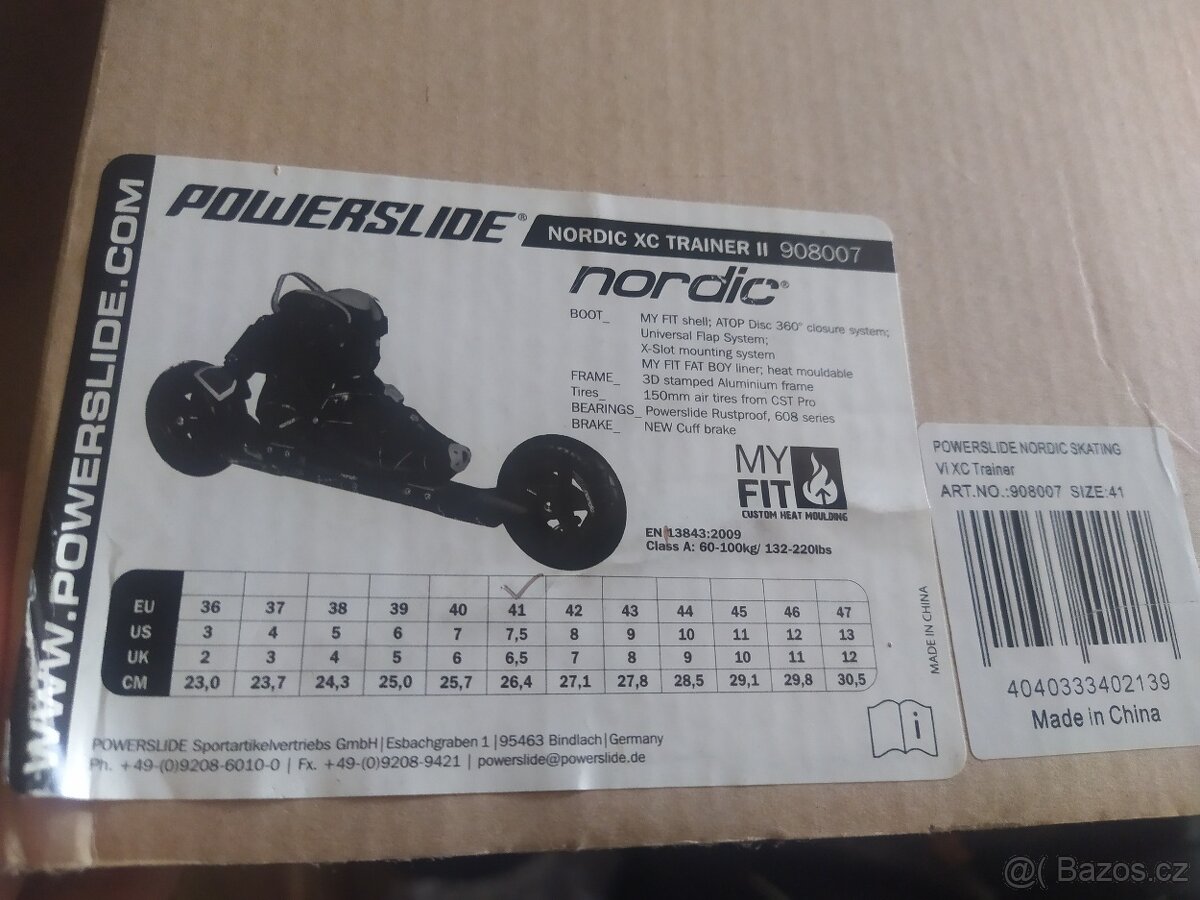 WWW.POWERSLIDE.COM
POWERSLIDE® NORDIC XC TRAINER II 908007
nordic®
BOOT_ MY FIT shell; ATOP Disc 360° closure system;
Universal Flap System;
X-Slot mounting system
MY FIT FAT BOY liner; heat mouldable
FRAME_ 3D stamped Aluminium frame
Tires_ 150mm air tires from CST Pro
BEARINGS_ Powerslide Rustproof, 608 series
BRAKE_ NEW Cuff brake
MY
FIT
CUSTOM HEAT MOULDING
EN 13843:2009
Class A: 60-100kg/ 132-220lbs
EU 36 37 38 39 40 41 42 43 44 45 46 47
US 3 4 5 6 7 7,5 8 9 10 11 12 13
UK 2 3 4 5 6 6,5 7 8 9 10 11 12
CM 23,0 23,7 24,3 25,0 25,7 26,4 27,1 27,8 28,5 29,1 29,8 30,5
MADE IN CHINA
i
POWERSLIDE Sportartikelvertriebs GmbH|Esbachgraben 1|95463 Bindlach|Germany
Ph. +49-(0)9208-6010-0 | Fx. +49-(0)9208-9421 | powerslide@powerslide.de
POWERSLIDE NORDIC SKATING
VI XC Trainer
ART.NO.:908007 SIZE:41
4040333402139
Made in China
@( Bazos.cz